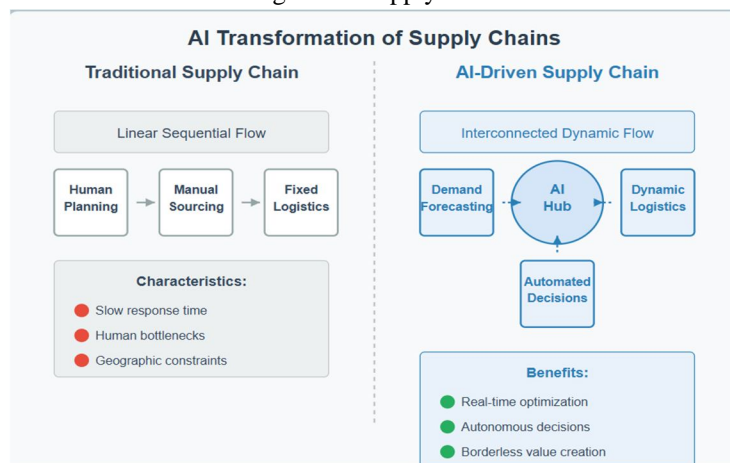 AI Transformation of Supply Chains
Traditional Supply Chain
Linear Sequential Flow
Human
Planning
Manual
Sourcing
Fixed
Logistics
Characteristics:
Slow response time
Human bottlenecks
Geographic constraints
AI-Driven Supply Chain
Interconnected Dynamic Flow
Demand
Forecasting
AI
Hub
Dynamic
Logistics
Automated
Decisions
Benefits:
Real-time optimization
Autonomous decisions
Borderless value creation